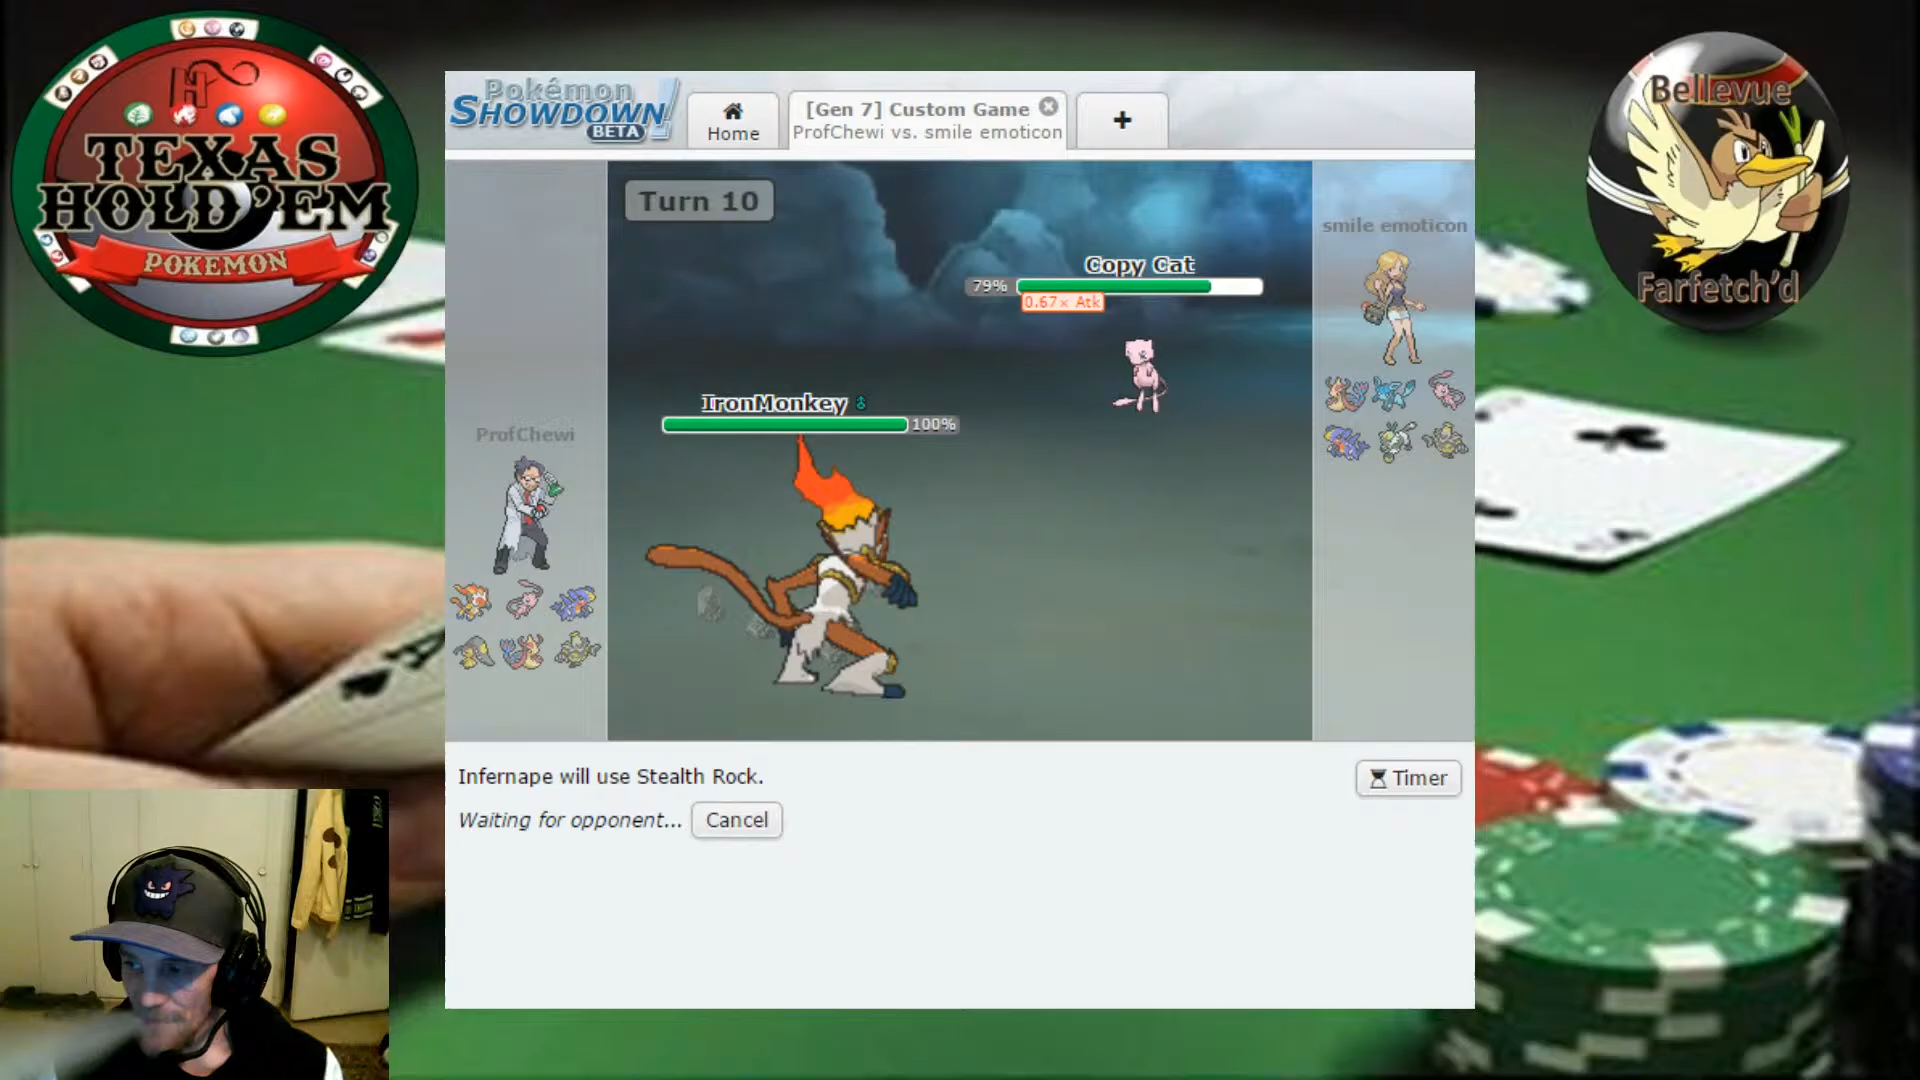 TEXAS
HOLD'EM
POKEMON
Pokémon
SHOWDOWN!
BETA
Home
[Gen 7] Custom Game
ProfChewi vs. smile emoticon
+
Bellevue
Farfetch'd
Turn 10
smile emoticon
Copy Cat
79%
0.67× Atk
IronMonkey ♂
100%
ProfChewi
Infernape will use Stealth Rock.
Timer
Waiting for opponent...
Cancel
A